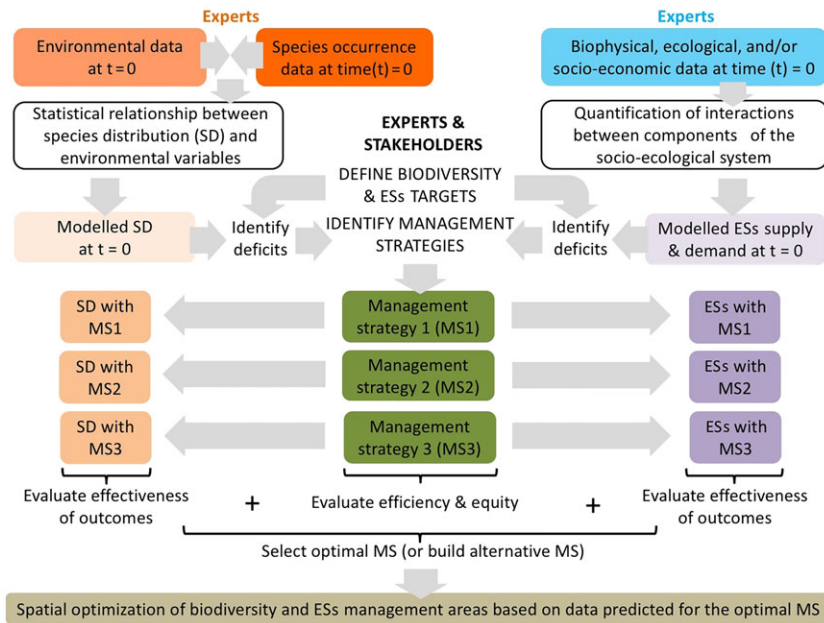 Experts
Environmental data
at t = 0
Species occurrence
data at time(t) = 0
Statistical relationship between
species distribution (SD) and
environmental variables
Experts
Biophysical, ecological, and/or
socio-economic data at time (t) = 0
Quantification of interactions
between components of the
socio-ecological system
EXPERTS &
STAKEHOLDERS
DEFINE BIODIVERSITY
& ESs TARGETS
IDENTIFY MANAGEMENT
STRATEGIES
Modelled SD
at t = 0
Identify
deficits
Identify
deficits
Modelled ESs supply
& demand at t = 0
SD with
MS1
Management
strategy 1 (MS1)
ESs with
MS1
SD with
MS2
Management
strategy 2 (MS2)
ESs with
MS2
SD with
MS3
Management
strategy 3 (MS3)
ESs with
MS3
Evaluate effectiveness
of outcomes
+
Evaluate efficiency & equity
+
Evaluate effectiveness
of outcomes
Select optimal MS (or build alternative MS)
Spatial optimization of biodiversity and ESs management areas based on data predicted for the optimal MS